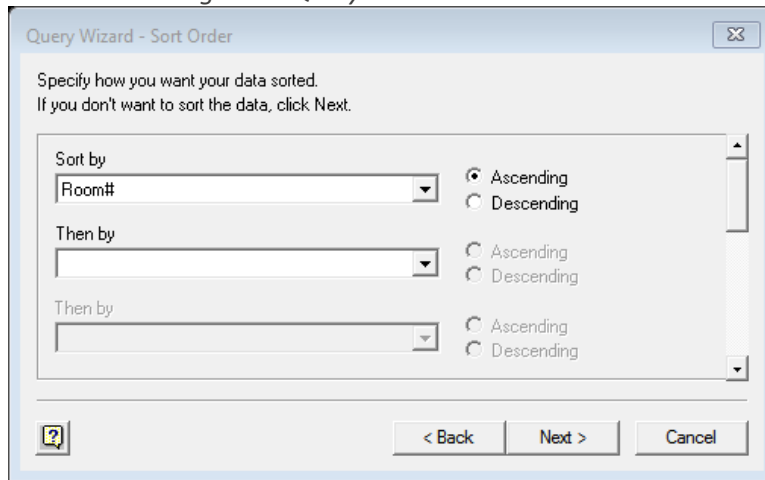 Query Wizard - Sort Order
Specify how you want your data sorted.
If you don't want to sort the data, click Next.
Sort by
Room#
Ascending
Descending
Then by
Ascending
Descending
Then by
Ascending
Descending
< Back
Next >
Cancel